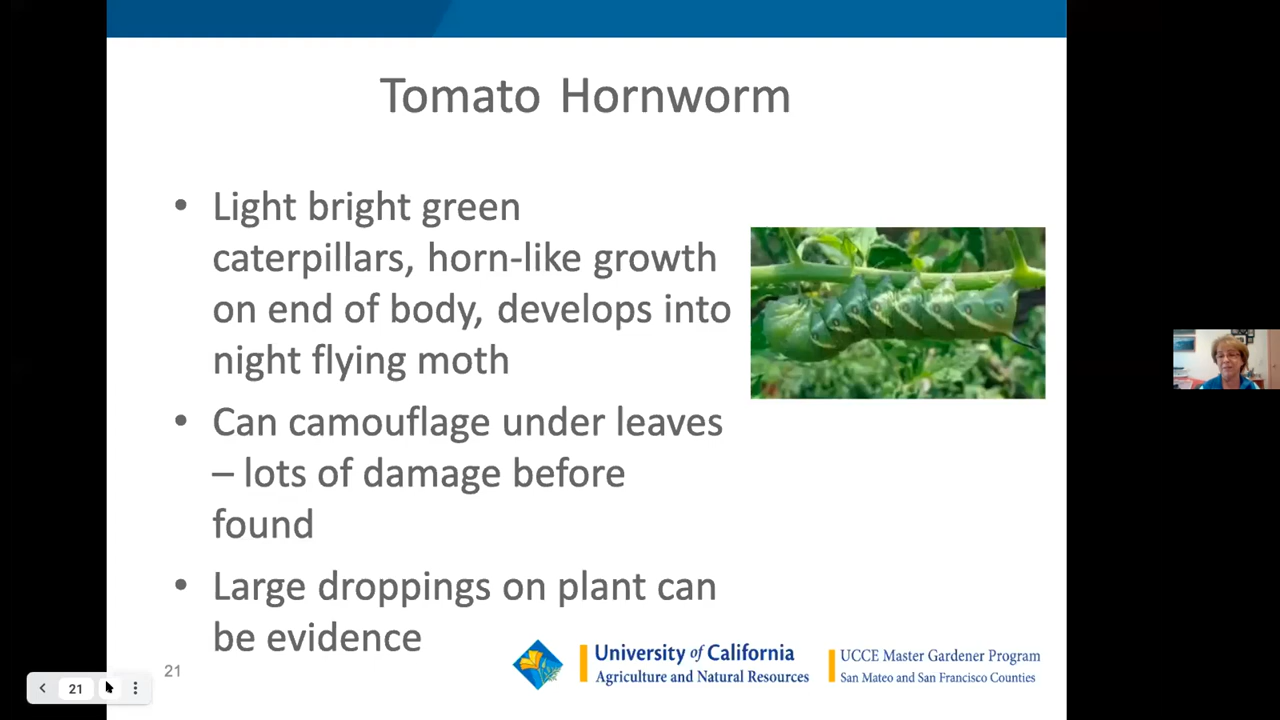 Tomato Hornworm
• Light bright green
caterpillars, horn-like growth
on end of body, develops into
night flying moth
• Can camouflage under leaves
– lots of damage before
found
• Large droppings on plant can
be evidence
21
University of California
Agriculture and Natural Resources
UCCE Master Gardener Program
San Mateo and San Francisco Counties
21